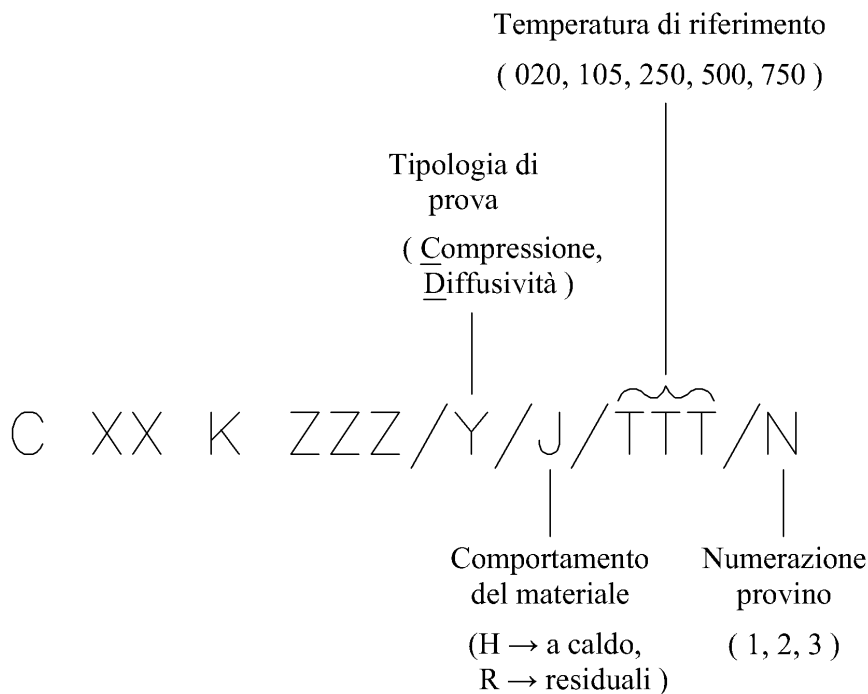 Temperatura di riferimento
( 020, 105, 250, 500, 750 )
Tipologia di
prova
( Compressione,
Diffusività )
C XX K ZZZ/Y/J/TTT/N
Comportamento
del materiale
(H → a caldo,
R → residuali )
Numerazione
provino
( 1, 2, 3 )